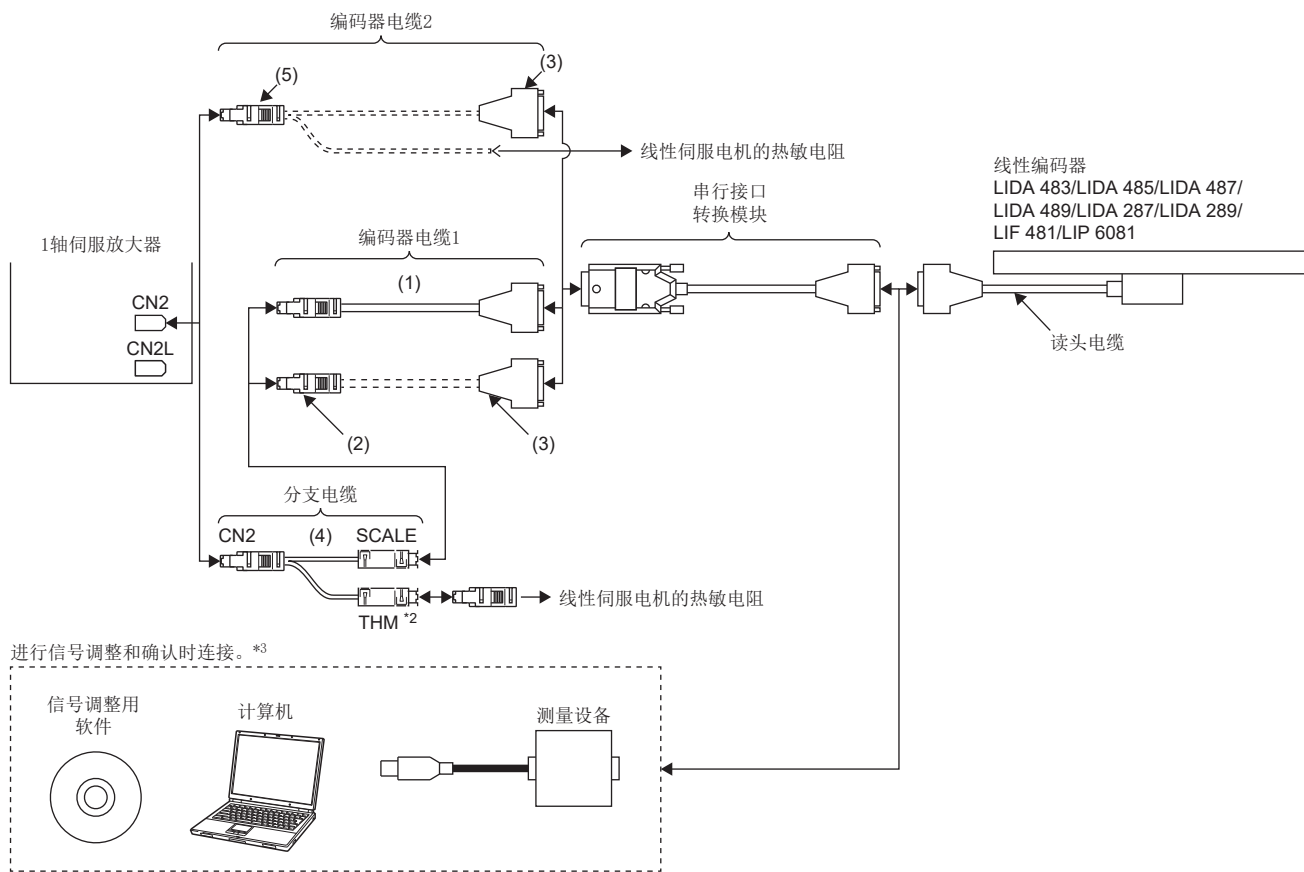 编码器电缆2
(5)
(3)
线性伺服电机的热敏电阻
线性编码器
LIDA 483/LIDA 485/LIDA 487/
LIDA 489/LIDA 287/LIDA 289/
LIF 481/LIP 6081
串行接口
转换模块
1轴伺服放大器
编码器电缆1
(1)
CN2
CN2L
读头电缆
(2)
(3)
分支电缆
CN2
(4)
SCALE
THM *2
线性伺服电机的热敏电阻
进行信号调整和确认时连接。*3
信号调整用
软件
计算机
测量设备